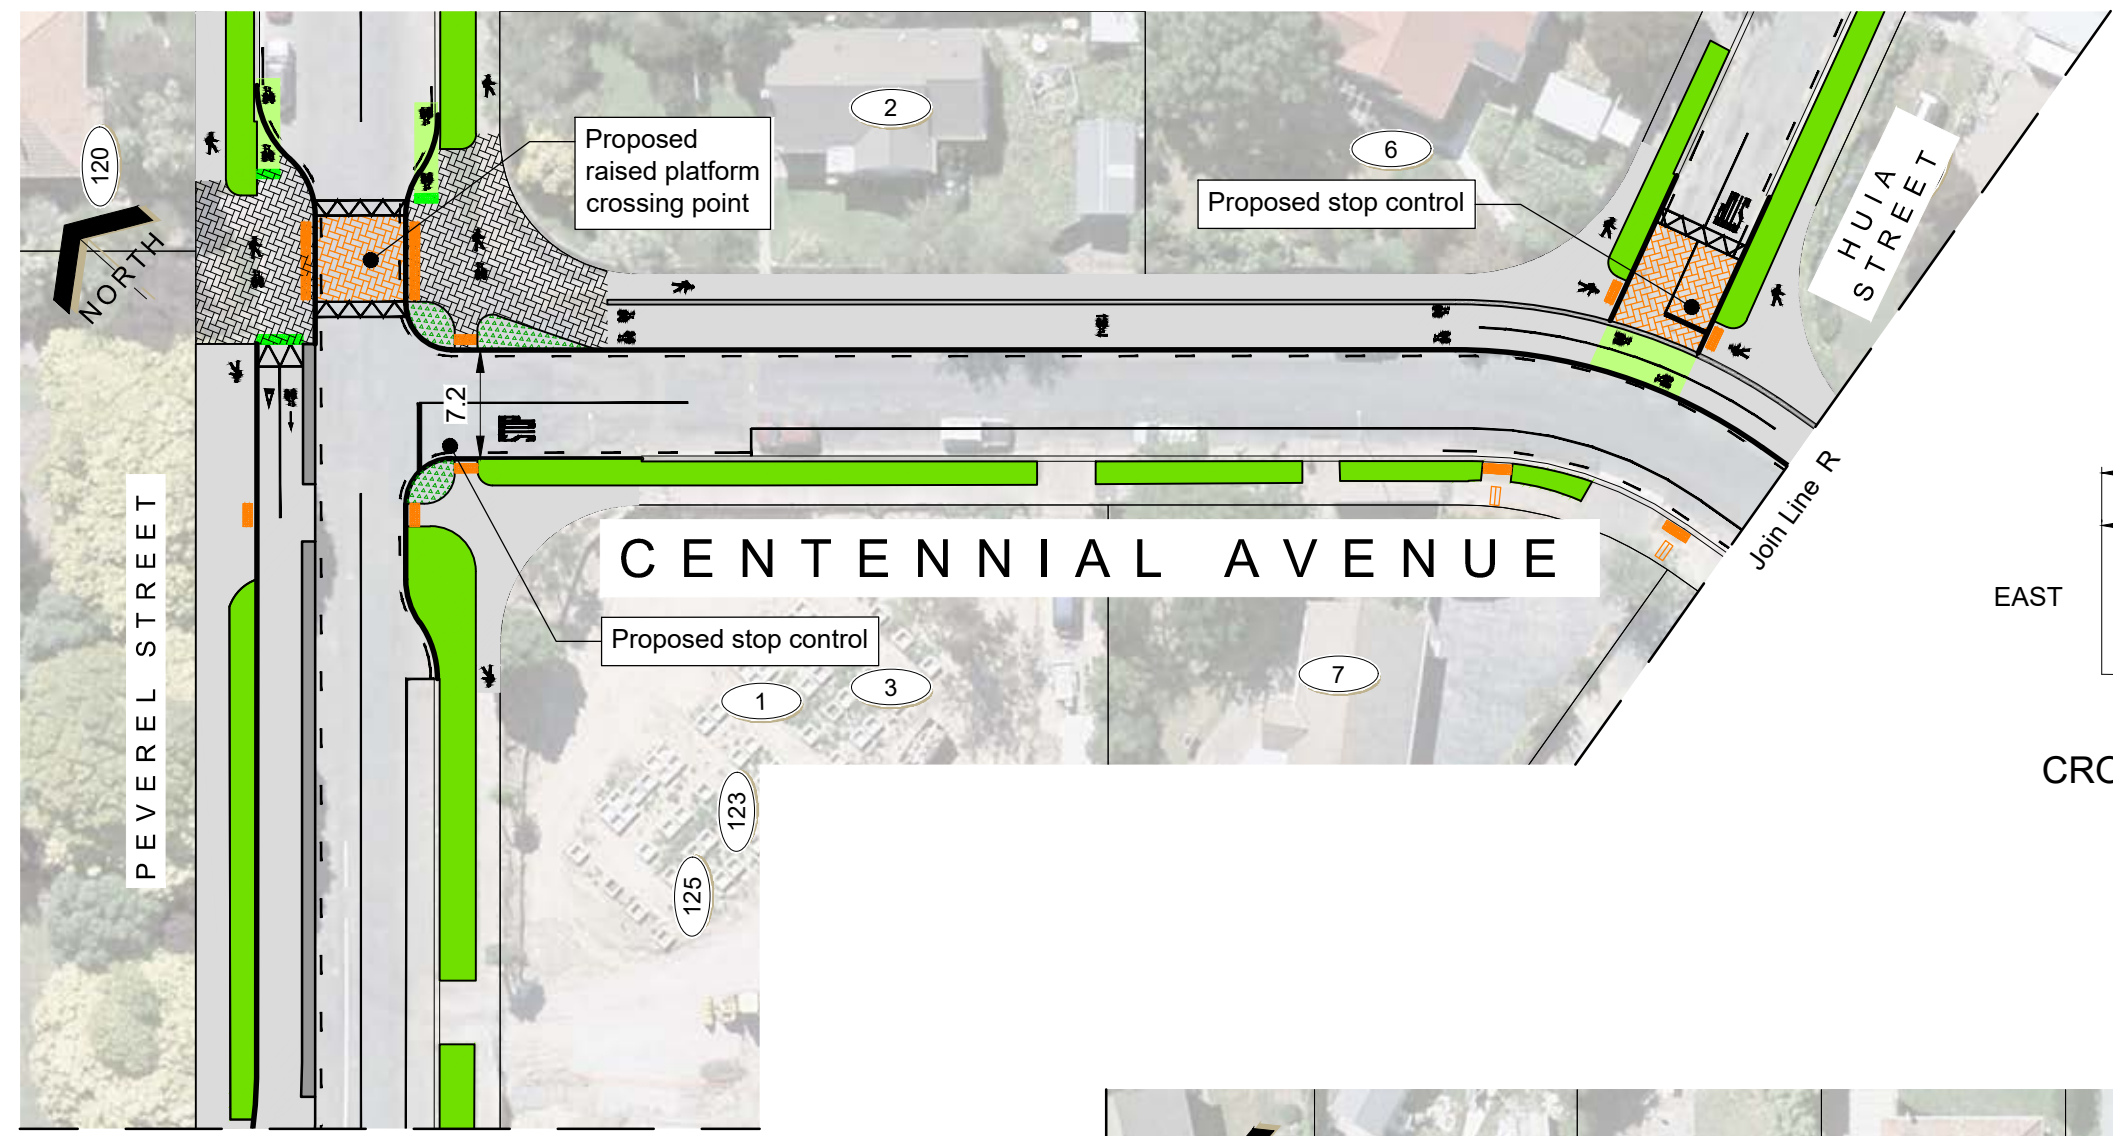 120
NORTH
Proposed
raised platform
crossing point
2
6
Proposed stop control
HUIA
STREET
7.2
PEVEREL STREET
CENTENNIAL AVENUE
Join Line R
EAST
Proposed stop control
1
3
7
123
125
CRO